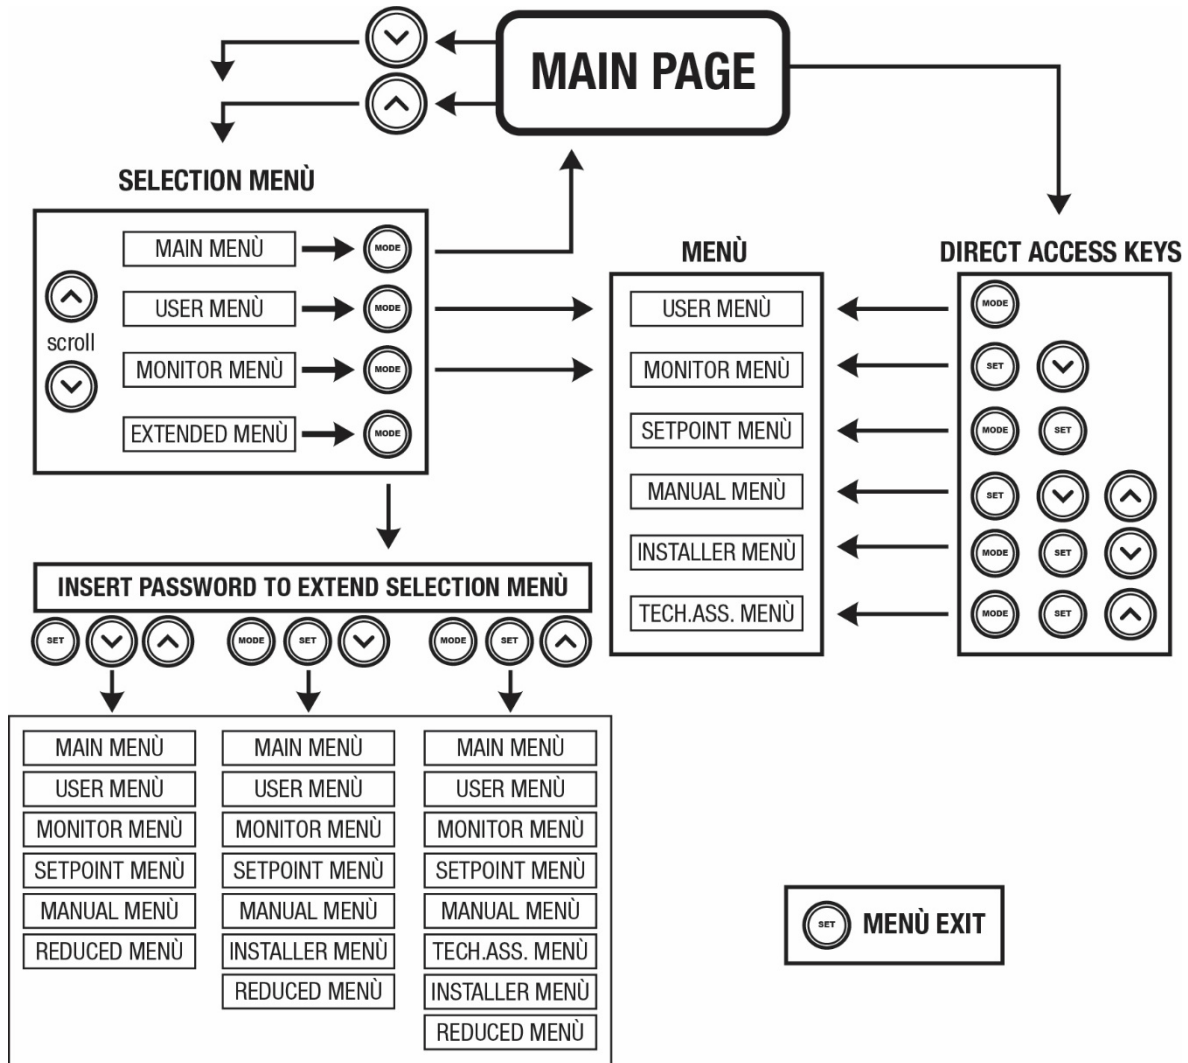 MAIN PAGE
SELECTION MENÙ
scroll
MAIN MENÙ MODE
USER MENÙ MODE
MONITOR MENÙ MODE
EXTENDED MENÙ MODE
MENÙ
USER MENÙ
MONITOR MENÙ
SETPOINT MENÙ
MANUAL MENÙ
INSTALLER MENÙ
TECH.ASS. MENÙ
DIRECT ACCESS KEYS
MODE
SET
MODE SET
SET
MODE SET
MODE SET
INSERT PASSWORD TO EXTEND SELECTION MENÙ
SET MODE SET MODE SET
MAIN MENÙ
USER MENÙ
MONITOR MENÙ
SETPOINT MENÙ
MANUAL MENÙ
REDUCED MENÙ
MAIN MENÙ
USER MENÙ
MONITOR MENÙ
SETPOINT MENÙ
MANUAL MENÙ
INSTALLER MENÙ
REDUCED MENÙ
MAIN MENÙ
USER MENÙ
MONITOR MENÙ
SETPOINT MENÙ
MANUAL MENÙ
TECH.ASS. MENÙ
INSTALLER MENÙ
REDUCED MENÙ
SET MENÙ EXIT